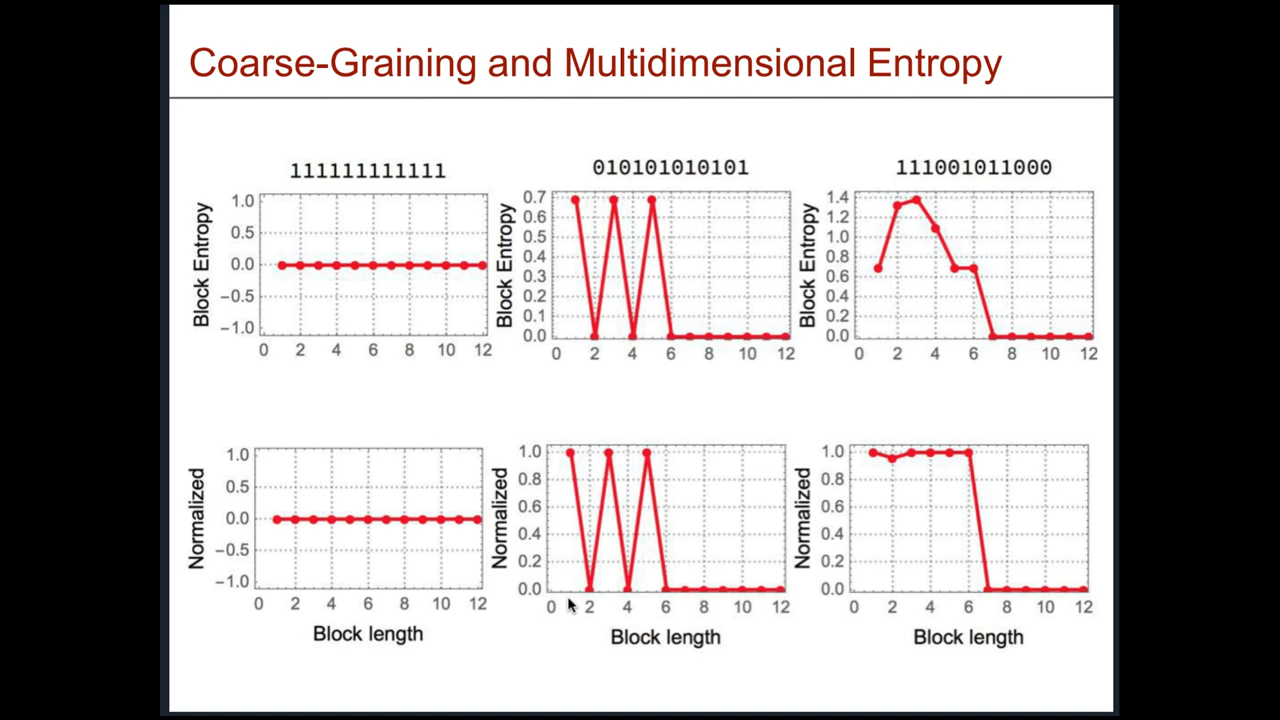 Coarse-Graining and Multidimensional Entropy
111111111111
Block Entropy
1.0
0.5
0.0
−0.5
−1.0
0 2 4 6 8 10 12
010101010101
Block Entropy
0.7
0.6
0.5
0.4
0.3
0.2
0.1
0.0
0 2 4 6 8 10 12
111001011000
Block Entropy
1.4
1.2
1.0
0.8
0.6
0.4
0.2
0.0
0 2 4 6 8 10 12
Normalized
1.0
0.5
0.0
−0.5
−1.0
0 2 4 6 8 10 12
Block length
Normalized
1.0
0.8
0.6
0.4
0.2
0.0
0 2 4 6 8 10 12
Block length
Normalized
1.0
0.8
0.6
0.4
0.2
0.0
0 2 4 6 8 10 12
Block length